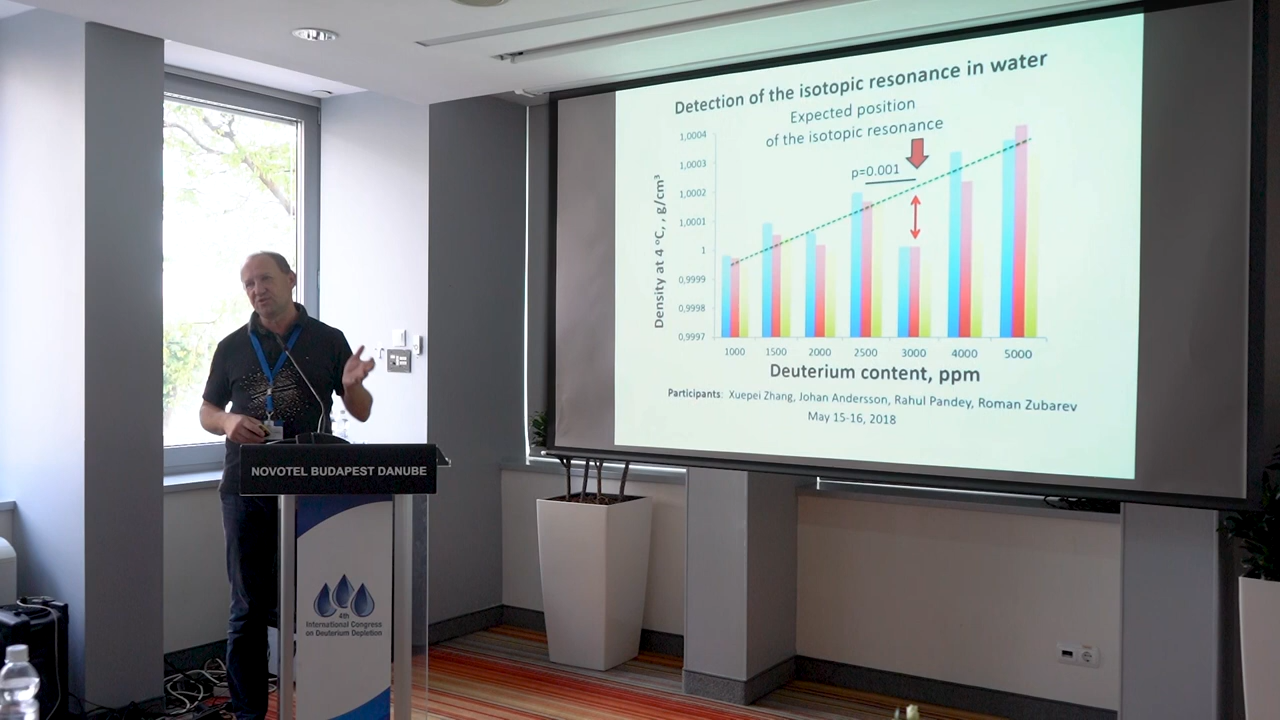 Detection of the isotopic resonance in water
Expected position
of the isotopic resonance
p=0.001
Density at 4 °C, , g/cm³
1,0004
1,0003
1,0002
1,0001
1
0,9999
0,9998
0,9997
1000 1500 2000 2500 3000 4000 5000
Deuterium content, ppm
Participants: Xuepei Zhang, Johan Andersson, Rahul Pandey, Roman Zubarev
May 15-16, 2018
NOVOTEL BUDAPEST DANUBE
4th
International Congress
on Deuterium Depletion